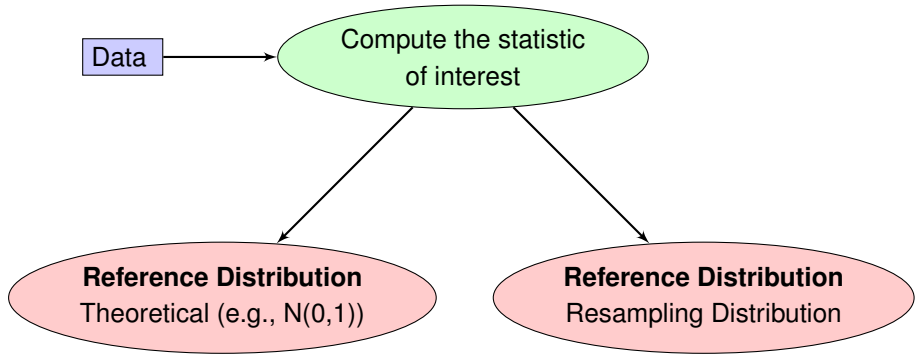 Data
Compute the statistic
of interest
Reference Distribution
Theoretical (e.g., N(0,1))
Reference Distribution
Resampling Distribution